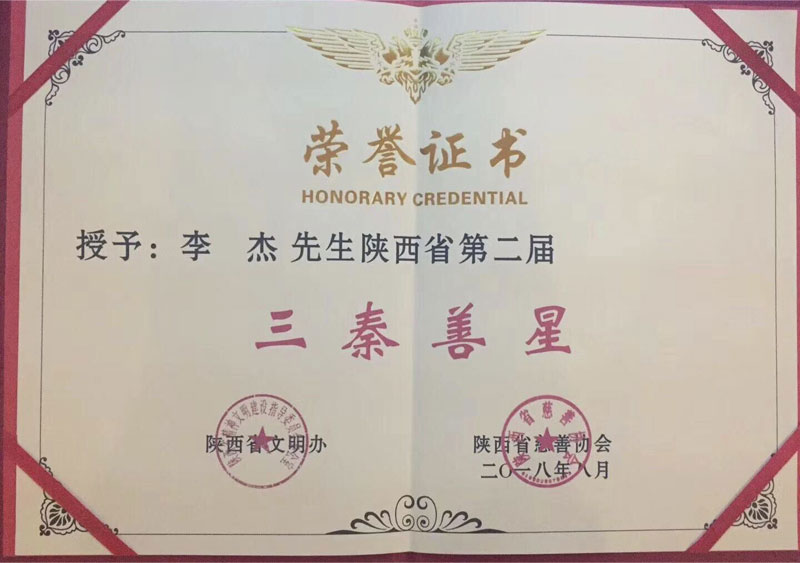 荣誉证书
HONORARY CREDENTIAL
授予：李 杰 先生陕西省第二届
三秦善星
陕西省文明办
陕西省慈善协会
二〇一八年八月